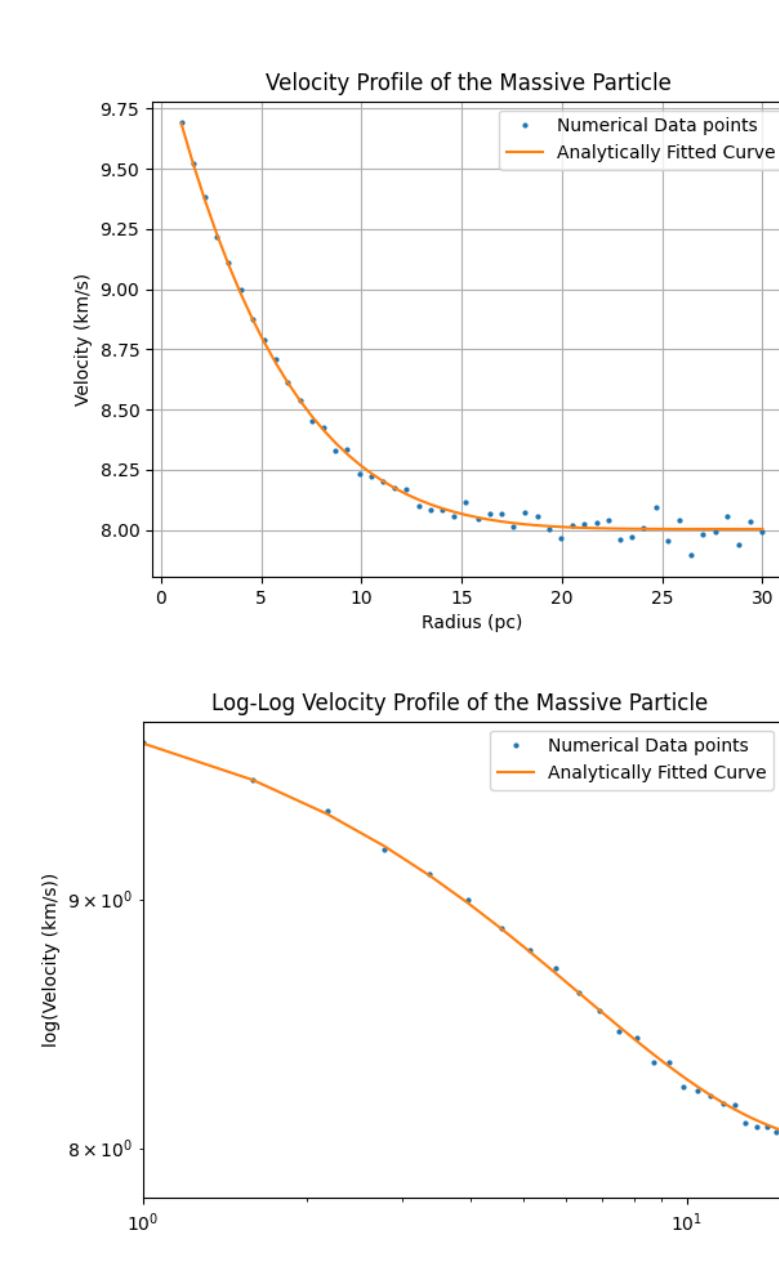 Velocity Profile of the Massive Particle
Numerical Data points
Analytically Fitted Curve
Velocity (km/s)
9.75
9.50
9.25
9.00
8.75
8.50
8.25
8.00
0 5 10 15 20 25 30
Radius (pc)
Log-Log Velocity Profile of the Massive Particle
Numerical Data points
Analytically Fitted Curve
log(Velocity (km/s))
9 × 10⁰
8 × 10⁰
10⁰ 10¹